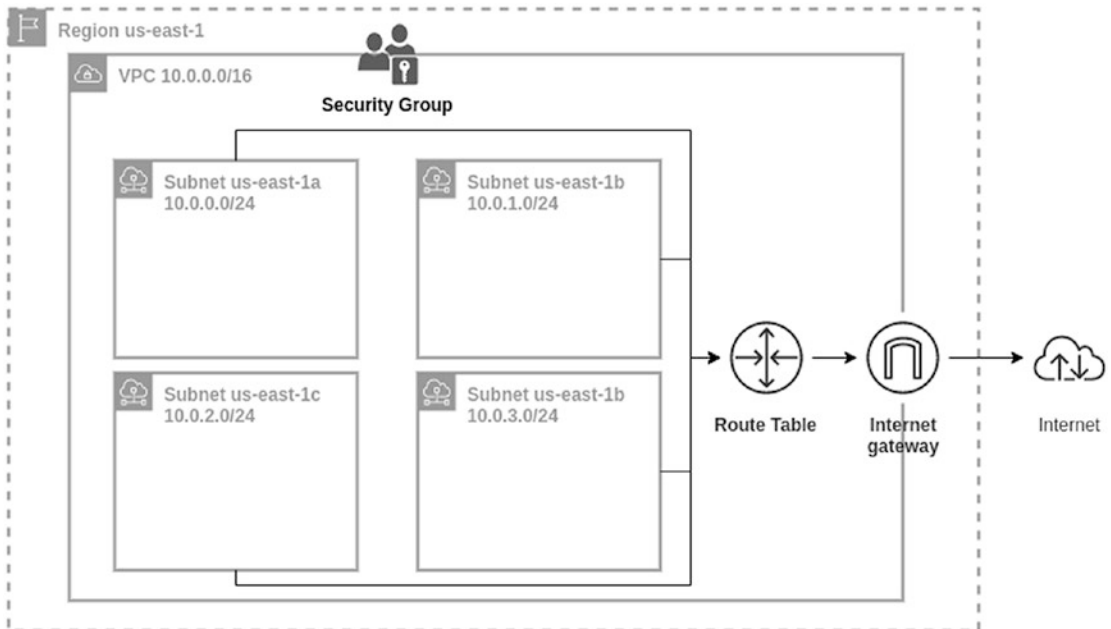 Region us-east-1
VPC 10.0.0.0/16
Security Group
Subnet us-east-1a
10.0.0.0/24
Subnet us-east-1b
10.0.1.0/24
Subnet us-east-1c
10.0.2.0/24
Subnet us-east-1b
10.0.3.0/24
Route Table
Internet
gateway
Internet